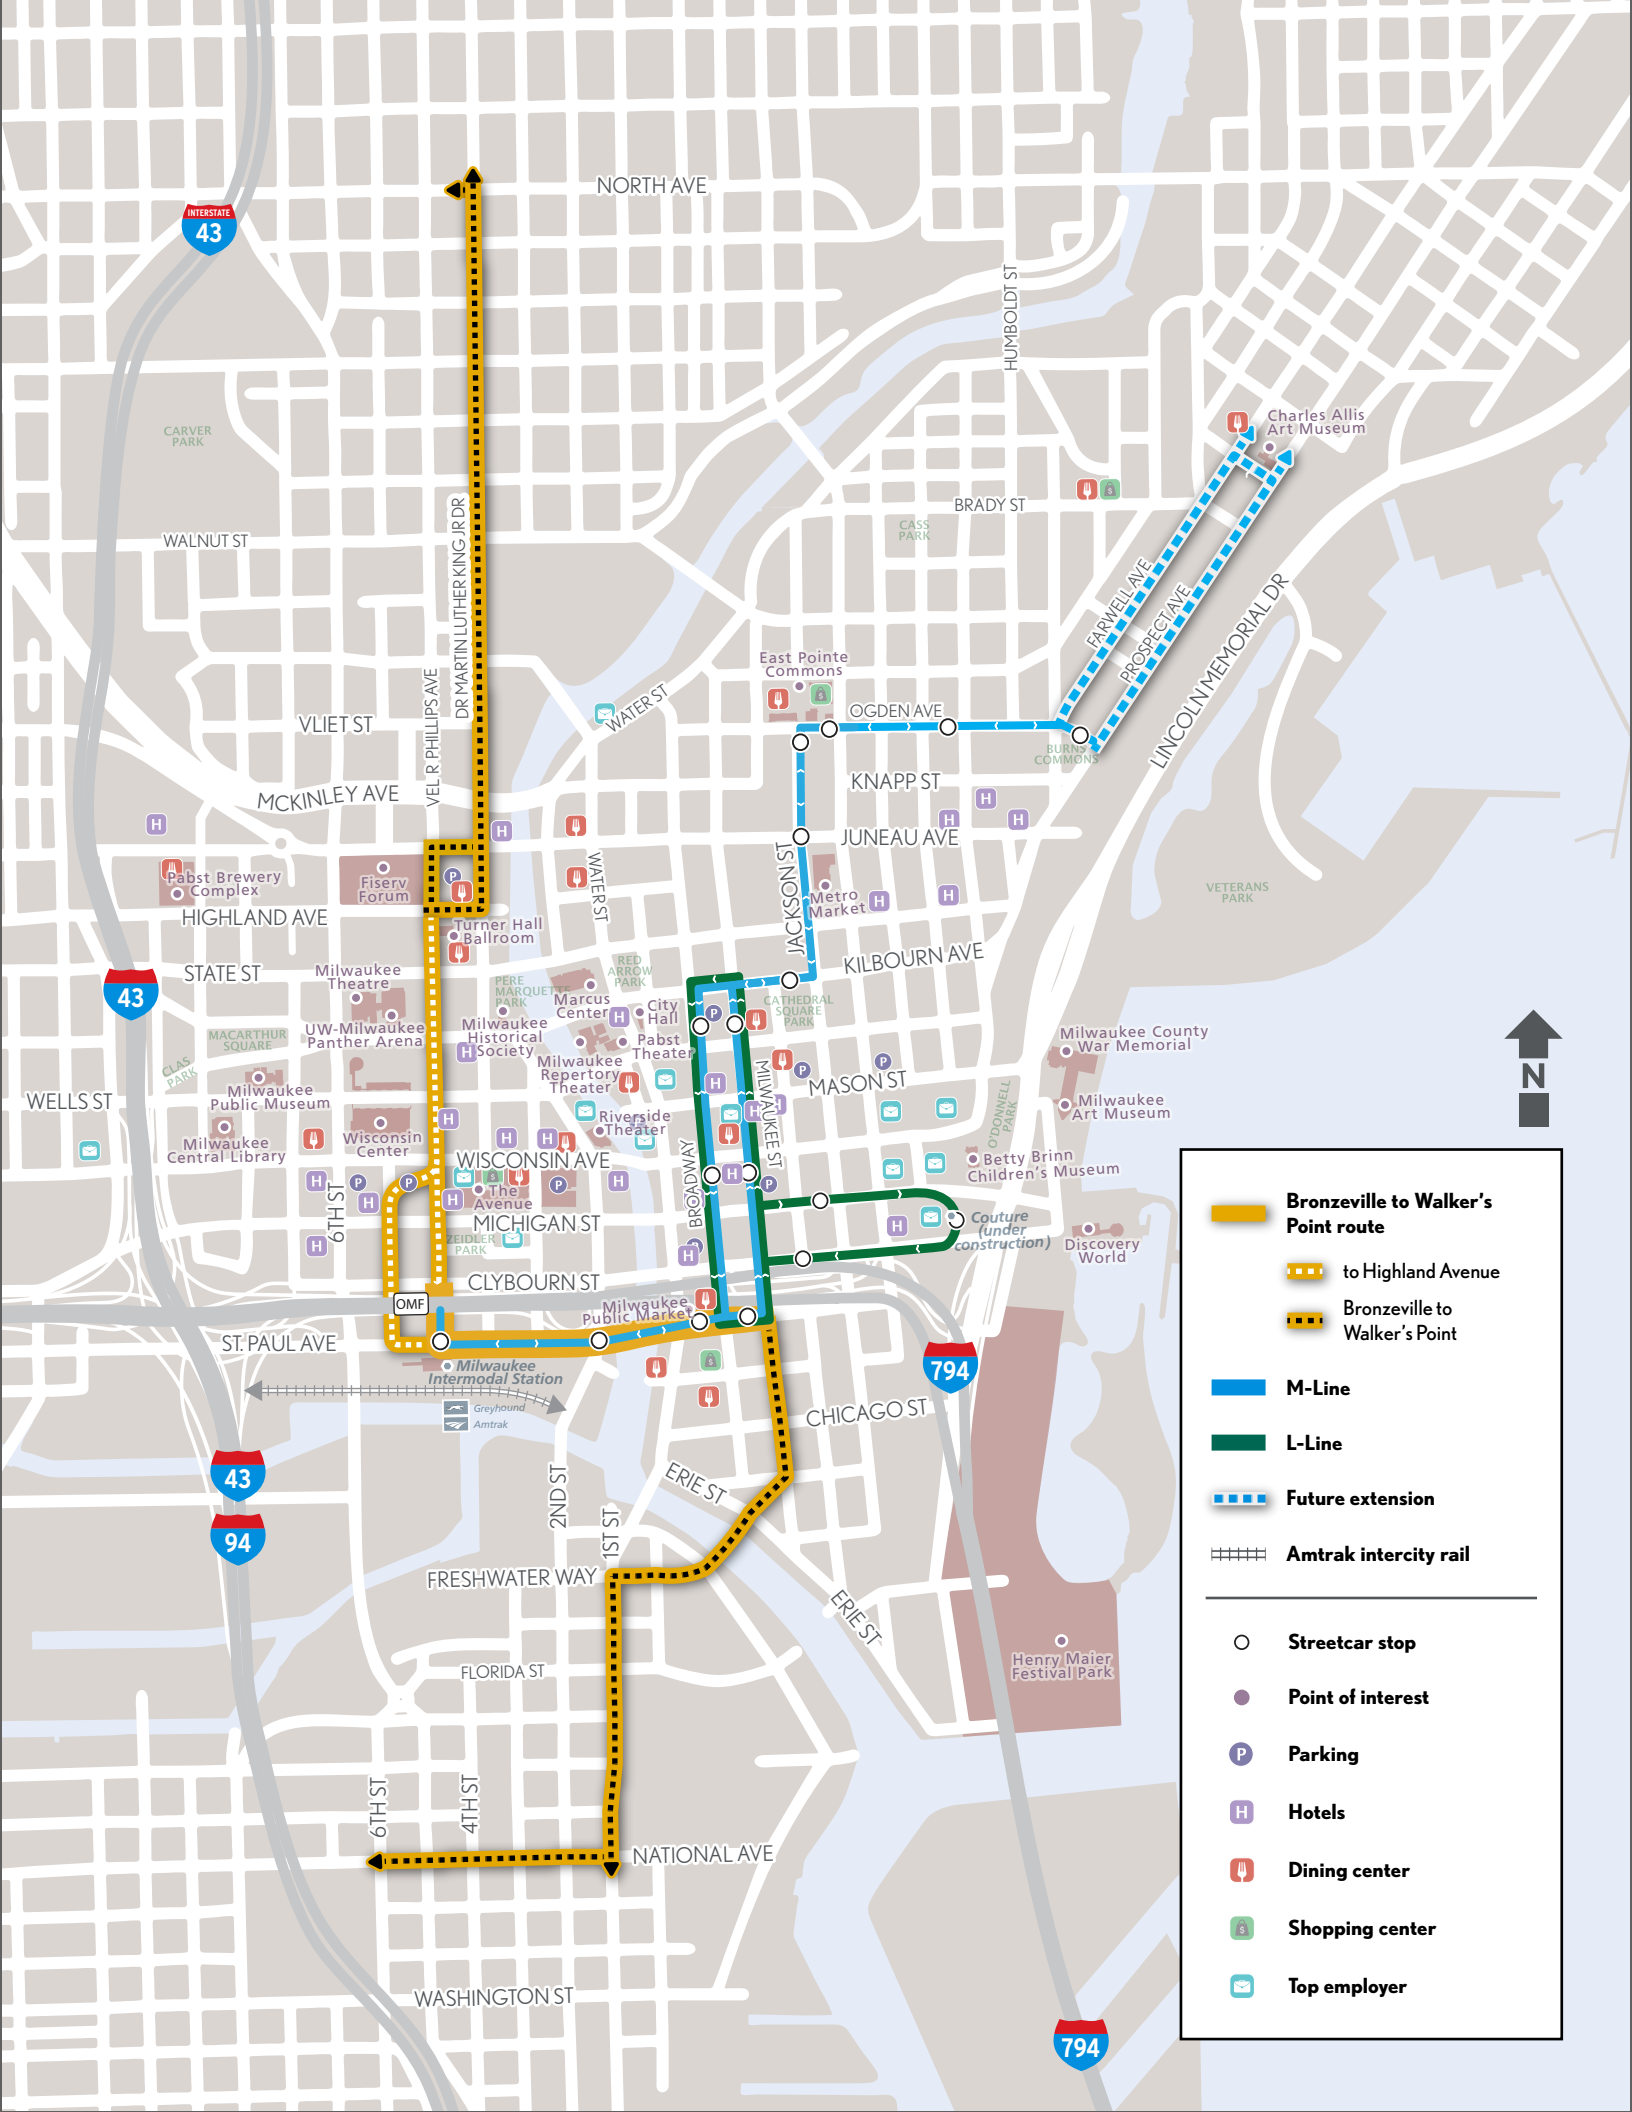 NORTH AVE
INTERSTATE
43
HUMBOLDT ST
Charles Allis
Art Museum
CARVER
PARK
BRADY ST
CASS
PARK
WALNUT ST
DR MARTIN LUTHER KING JR DR
FARWELL AVE
PROSPECT AVE
LINCOLN MEMORIAL DR
East Pointe
Commons
VEL R PHILLIPS AVE
WATER ST
OGDEN AVE
VLIET ST
BURNS
COMMONS
KNAPP ST
MCKINLEY AVE
H
H
H
H
H
JUNEAU AVE
JACKSON ST
WATER ST
Pabst Brewery
Complex
Fiserv
Forum
P
Metro
Market
H
H
VETERANS
PARK
HIGHLAND AVE
Turner Hall
Ballroom
KILBOURN AVE
STATE ST
Milwaukee
Theatre
RED
ARROW
PARK
PERE
MARQUETTE
PARK
Marcus
Center
H
City
Hall
P
CATHEDRAL
SQUARE
PARK
43
UW-Milwaukee
Panther Arena
Milwaukee
Historical
Society
H
Pabst
Theater
MACARTHUR
SQUARE
CLAS
PARK
Milwaukee
Repertory
Theater
P
P
Milwaukee County
War Memorial
N
MASON ST
MILWAUKEE ST
H
H
H
Milwaukee
Public Museum
WELLS ST
Milwaukee
Art Museum
O'DONNELL
PARK
Riverside
Theater
Wisconsin
Center
H
H
H
Milwaukee
Central Library
BROADWAY
WISCONSIN AVE
Betty Brinn
Children's Museum
H
P
P
H
6TH ST
H
The
Avenue
P
H
H
P
MICHIGAN ST
ZEIDLER
PARK
H
Couture
(under
construction)
Discovery
World
H
P
H
CLYBOURN ST
OMF
Milwaukee
Public Market
ST. PAUL AVE
Milwaukee
Intermodal Station
Greyhound
Amtrak
794
CHICAGO ST
43
94
2ND ST
1ST ST
ERIE ST
FRESHWATER WAY
ERIE ST
Henry Maier
Festival Park
FLORIDA ST
6TH ST
4TH ST
NATIONAL AVE
WASHINGTON ST
794
Bronzeville to Walker's
Point route
to Highland Avenue
Bronzeville to
Walker's Point
M-Line
L-Line
Future extension
Amtrak intercity rail
Streetcar stop
Point of interest
P
Parking
H
Hotels
Dining center
Shopping center
Top employer